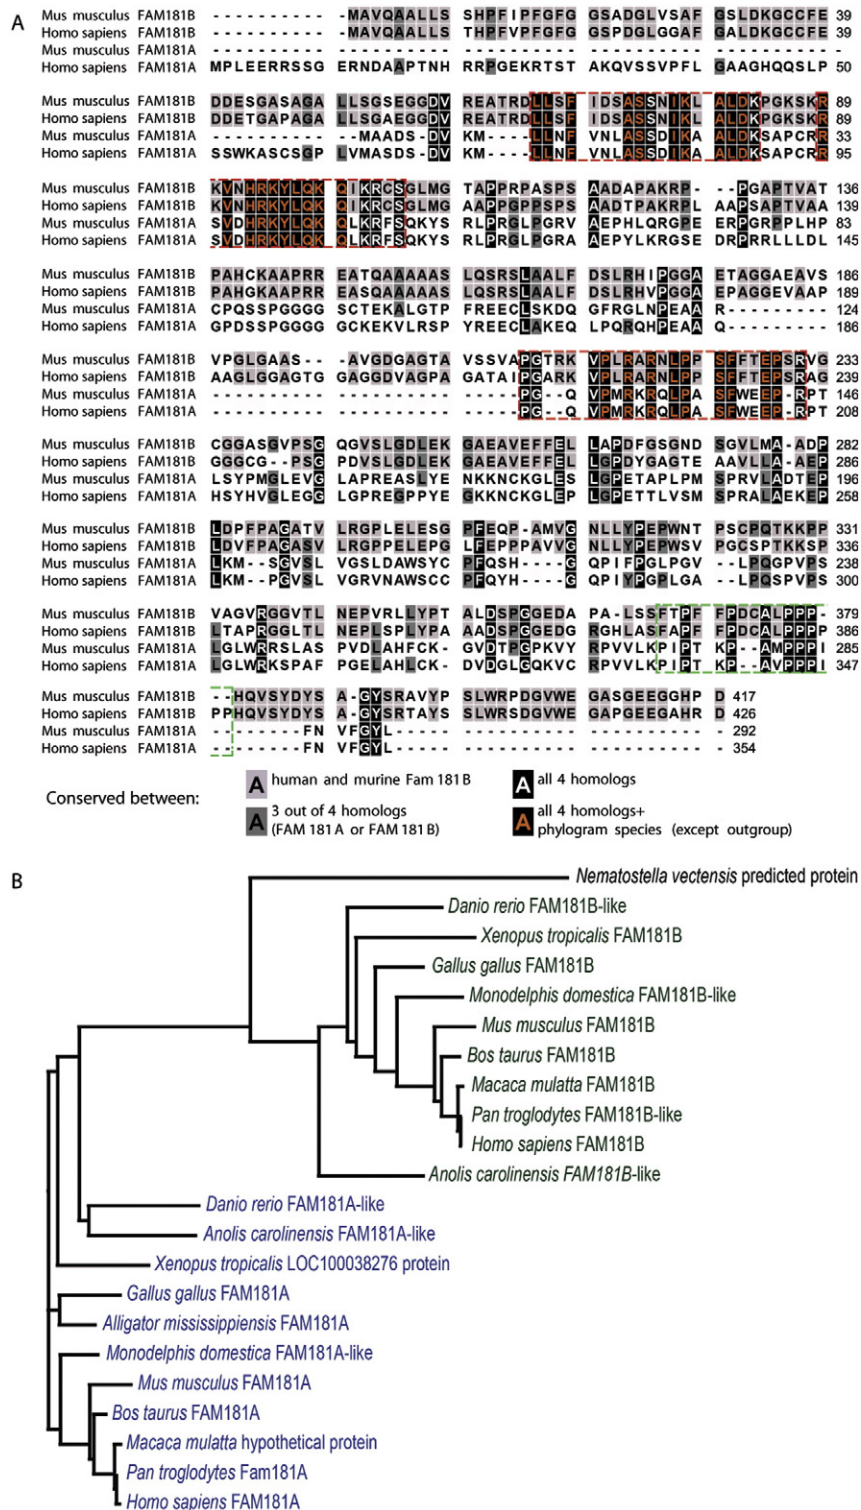 A
Mus musculus FAM181B - - - - - - - - - - - - - MAVQAALLS SHPFIPFGFG GSADGLVSAF GSLDKGCCFE 39
Homo sapiens FAM181B - - - - - - - - - - - - - MAVQAALLS THPFVPFGFG GSPDGLGGAF GALDKGCCFE 39
Mus musculus FAM181A - - - - - - - - - - - - - - - - - - - - - - - - - - - - - - - - - - - - - - - - - - - - - - - - - -
Homo sapiens FAM181A MPLEERRSSG ERNDAAPTNH RRPGEKRTST AKQVSSVPFL GAAGHQQSLP 50
Mus musculus FAM181B DDESGASAGA LLSGSEGGDV REATRDLLSF IDSASSNIKL ALDKPGKSKR 89
Homo sapiens FAM181B DDETGAPAGA LLSGAEGGDV REATRDLLSF IDSASSNIKL ALDKPGKSKR 89
Mus musculus FAM181A - - - - - - - - - - - - MAADS-DV KM- - - -LLNF VNLASSDIKA ALDKSAPCRR 33
Homo sapiens FAM181A SSWKASCSGP LVMASDS-DV KM- - - -LLNF VNLASSDIKA ALDKSAPCRR 95
Mus musculus FAM181B KVNHRKYLQK QIKRCSGLMG TAPPRPASPS AADAPAKRP- - -PGAPTVAT 136
Homo sapiens FAM181B KVNHRKYLQK QIKRCSGLMG AAPPGPPSPS AADTPAKRPL AAPSAPTVAA 139
Mus musculus FAM181A SVDHRKYLQK QLKRFSQKYS RLPRGLPGRV AEPHLQRGPE ERPGRPPLHP 83
Homo sapiens FAM181A SVDHRKYLQK QLKRFSQKYS RLPRGLPGRA AEPYLKRGSE DRPRRLLLDL 145
Mus musculus FAM181B PAHCKAAPRR EATQAAAAAS LQSRSLAALF DSLRHIPGGA ETAGGAEAVS 186
Homo sapiens FAM181B PAHGKAAPRR EASQAAAAAS LQSRSLAALF DSLRHVPGGA EPAGGEVAAP 189
Mus musculus FAM181A CPQSSPGGGG SCTEKALGTP FREECLSKDQ QFRGLNPEAA R- - - - - - - - - 124
Homo sapiens FAM181A GPDSSPGGGG GCKEKVLRSP YREECLAKEQ LPQRQHPEAA Q- - - - - - - - - 186
Mus musculus FAM181B VPGLGAAS- - -AVGDGAGTA VSSVAPGTRK VPLRARNLPP SFFTEPSRVG 233
Homo sapiens FAM181B AAGLGGAGTG GAGGDVAGPA GATAIPGARK VPLRARNLPP SFFTEPSRAG 239
Mus musculus FAM181A - - - - - - - - - - - - - - - - - - - - - - - - - PG- -Q VPMRKRQLPA SFWEEP-RPT 146
Homo sapiens FAM181A - - - - - - - - - - - - - - - - - - - - - - - - - PG- -Q VPMRKRQLPA SFWEEP-RPT 208
Mus musculus FAM181B CGGASGVPSG QGVSLGDLEK GAEAVEFFEL LAPDFGSGND SGVLMA-ADP 282
Homo sapiens FAM181B GGGCG- -PSG PDVSLGDLEK GAEAVEFFEL LGPDYGAGTE AAVLLA-AEP 286
Mus musculus FAM181A LSYPMGLEVG LAPREASLYE NKKNCKGLES LGPETAPLPM SPRVLADTEP 196
Homo sapiens FAM181A HSYHVGLEGG LGPREGPPYE GKKNCKGLEP LGPETTLVSM SPRALAEKEP 258
Mus musculus FAM181B LDPFPAGATV LRGPLELESG PFEQP-AMVG NLLYPEPWNT PSCPQTKKPP 331
Homo sapiens FAM181B LDVFPAGASV LRGPPELEPG LFEPPPAVVG NLLYPEPWSV PGCSPTKKSP 336
Mus musculus FAM181A LKM- -SGVSL VGSLDAWSYC PFQSH- - - -G QPIFPGLPGV - -LPQGPVPS 238
Homo sapiens FAM181A LKM- -PGVSL VGRVNAWSCC PFQYH- - - -G QPIYPGPLGA - -LPQSPVPS 300
Mus musculus FAM181B VAGVRGGVTL NEPVRLLYPT ALDSPGGEDA PA-LSSFTPF FPDCALPPPP- 379
Homo sapiens FAM181B LTAPRGGLTL NEPLSPLYPA AADSPGGEDG RGHLASFAPF FPDCALPPPP 386
Mus musculus FAM181A LGLWRRSLAS PVDLAHFCK- GVDTPGPKVY RPVVLKPIPT KP- -AMPPPI 285
Homo sapiens FAM181A LGLWRKSPAF PGELAHLCK- DVDGLGQKVC RPVVLKPIPT KP- -AVPPPI 347
Mus musculus FAM181B - -HQVSYDYS A-GYSRAVYP SLWRPDGVWE GASGEEGGHP D 417
Homo sapiens FAM181B PPHQVSYDYS A-GYSRTAYS SLWRSDGVWE GAPGEEGAHR D 426
Mus musculus FAM181A - - - - - - - -FN VFGYL- - - - - - - - - - - - - - - - - - - - - - - - - - 292
Homo sapiens FAM181A - - - - - - - -FN VFGYL- - - - - - - - - - - - - - - - - - - - - - - - - - 354
Conserved between:
A human and murine Fam 181B
A 3 out of 4 homologs
(FAM 181A or FAM 181B)
A all 4 homologs
A all 4 homologs+
phylogram species (except outgroup)
B
Nematostella vectensis predicted protein
Danio rerio FAM181B-like
Xenopus tropicalis FAM181B
Gallus gallus FAM181B
Monodelphis domestica FAM181B-like
Mus musculus FAM181B
Bos taurus FAM181B
Macaca mulatta FAM181B
Pan troglodytes FAM181B-like
Homo sapiens FAM181B
Anolis carolinensis FAM181B-like
Danio rerio FAM181A-like
Anolis carolinensis FAM181A-like
Xenopus tropicalis LOC100038276 protein
Gallus gallus FAM181A
Alligator mississippiensis FAM181A
Monodelphis domestica FAM181A-like
Mus musculus FAM181A
Bos taurus FAM181A
Macaca mulatta hypothetical protein
Pan troglodytes Fam181A
Homo sapiens FAM181A